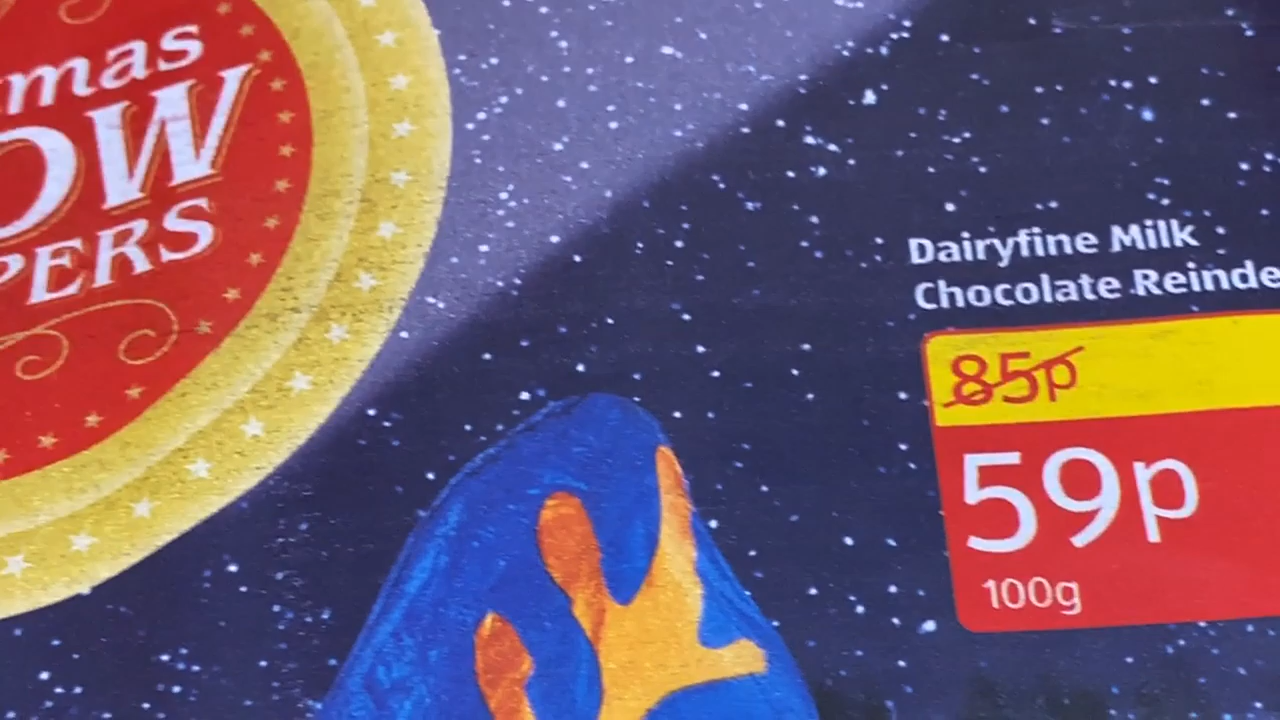 mas
OW
PERS
Dairyfine Milk
Chocolate Reinde
85p
59p
100g